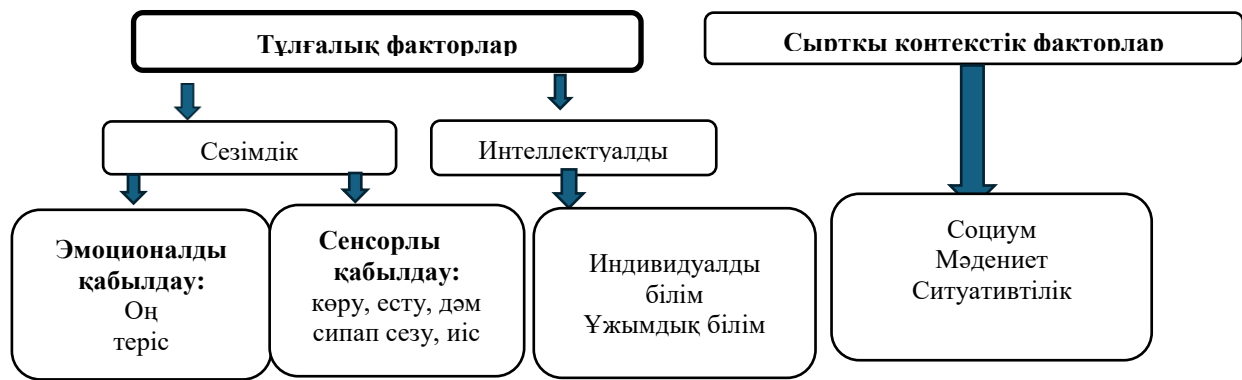 Тұлғалық факторлар
Сыртқы контекстік факторлар
Сезімдік
Интеллектуалды
Эмоционалды
қабылдау:
Оң
теріс
Сенсорлы
қабылдау:
көру, есту, дәм
сипап сезу, иіс
Индивидуалды
білім
Ұжымдық білім
Социум
Мәдениет
Ситуативтілік